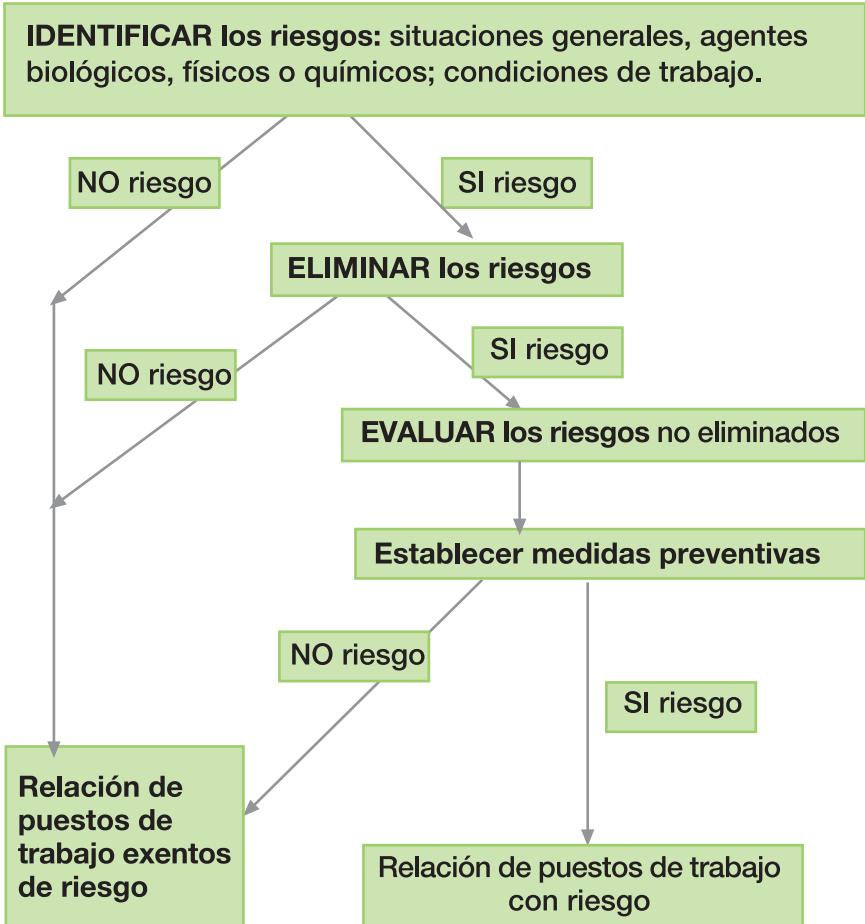 IDENTIFICAR los riesgos: situaciones generales, agentes
biológicos, físicos o químicos; condiciones de trabajo.
NO riesgo
SI riesgo
ELIMINAR los riesgos
SI riesgo
NO riesgo
EVALUAR los riesgos no eliminados
Establecer medidas preventivas
NO riesgo
SI riesgo
Relación de
puestos de
trabajo exentos
de riesgo
Relación de puestos de trabajo
con riesgo